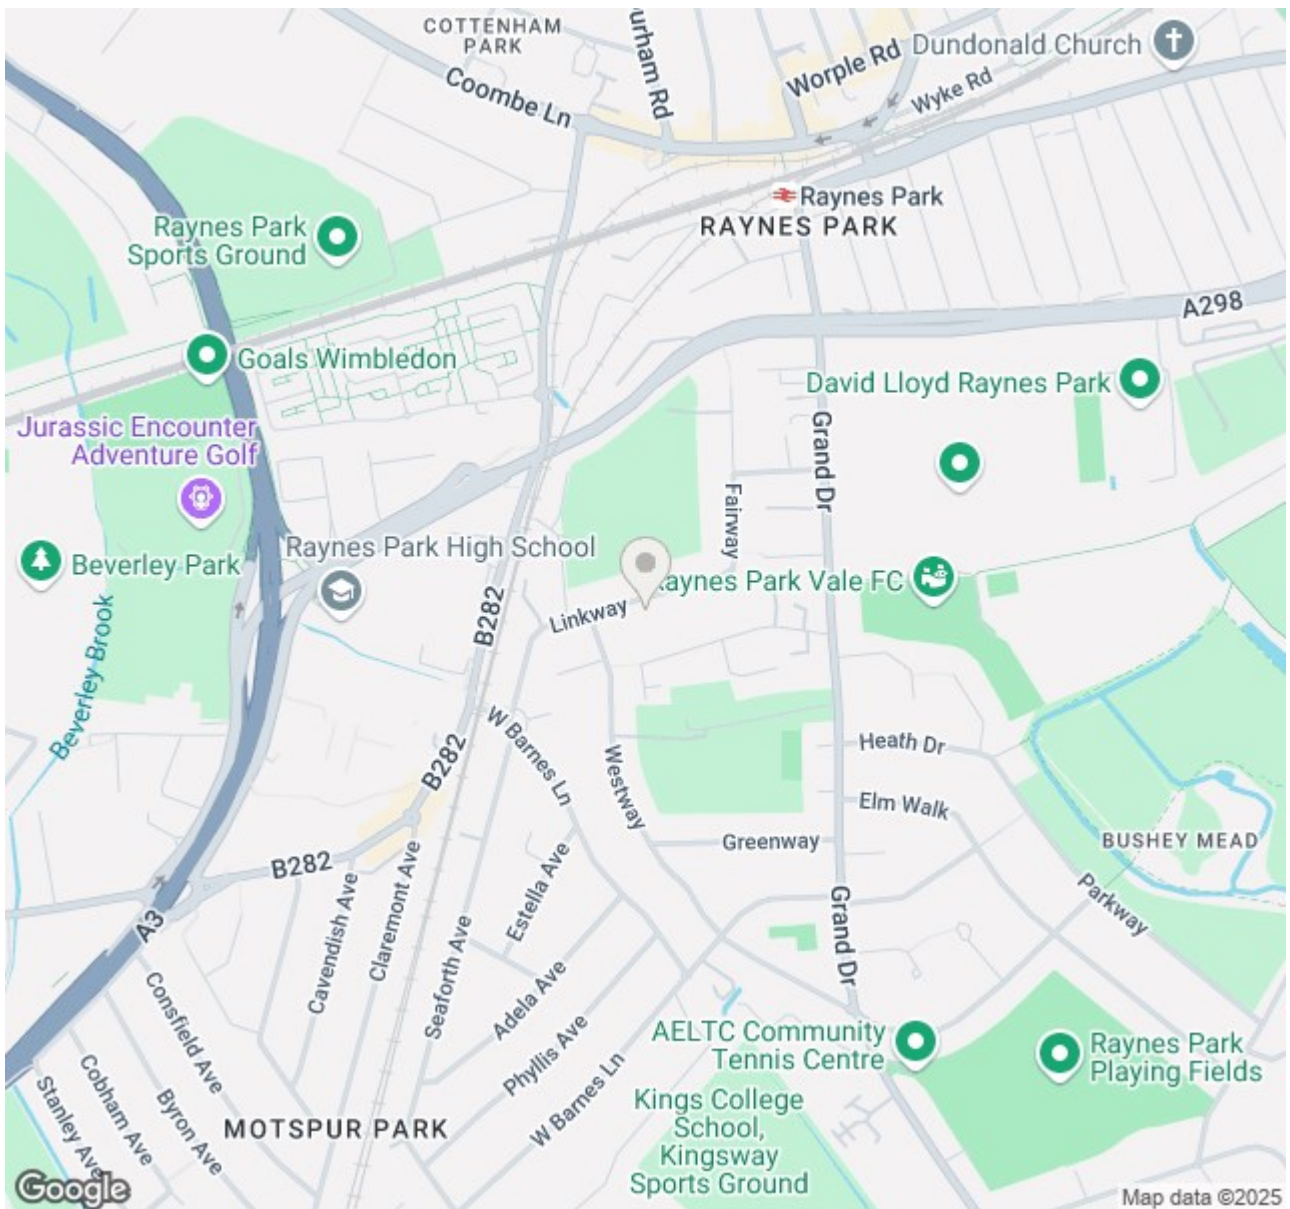 COTTENHAM
PARK
Coombe Ln
urham Rd
Worple Rd
Dundonald Church
Wyke Rd
Raynes Park
RAYNES PARK
Raynes Park
Sports Ground
A298
Goals Wimbledon
David Lloyd Raynes Park
Jurassic Encounter
Adventure Golf
Grand Dr
Fairway
Raynes Park High School
Beverley Park
aynes Park Vale FC
Linkway
B282
Beverley Brook
W Barnes Ln
Heath Dr
B282
Westway
Elm Walk
Greenway
BUSHEY MEAD
B282
Estella Ave
Parkway
Grand Dr
A3
Cavendish Ave
Claremont Ave
Seaforth Ave
Adela Ave
Consfield Ave
Phyllis Ave
AELTC Community
Tennis Centre
Raynes Park
Playing Fields
W Barnes Ln
Cobham Ave
Stanley Ave
Byron Ave
MOTSPUR PARK
Kings College
School,
Kingsway
Sports Ground
Google
Map data ©2025